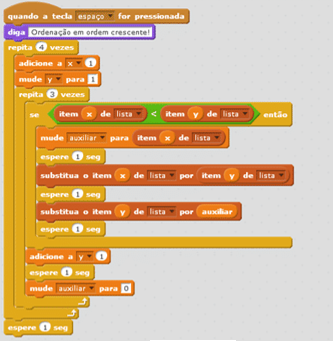 quando a tecla espaço for pressionada
diga Ordenação em ordem crescente!
repita 4 vezes
adicione a x 1
mude y para 1
repita 3 vezes
se item x de lista < item y de lista então
mude auxiliar para item x de lista
espere 1 seg
substitua o item x de lista por item y de lista
espere 1 seg
substitua o item y de lista por auxiliar
espere 1 seg
adicione a y 1
espere 1 seg
mude auxiliar para 0
espere 1 seg